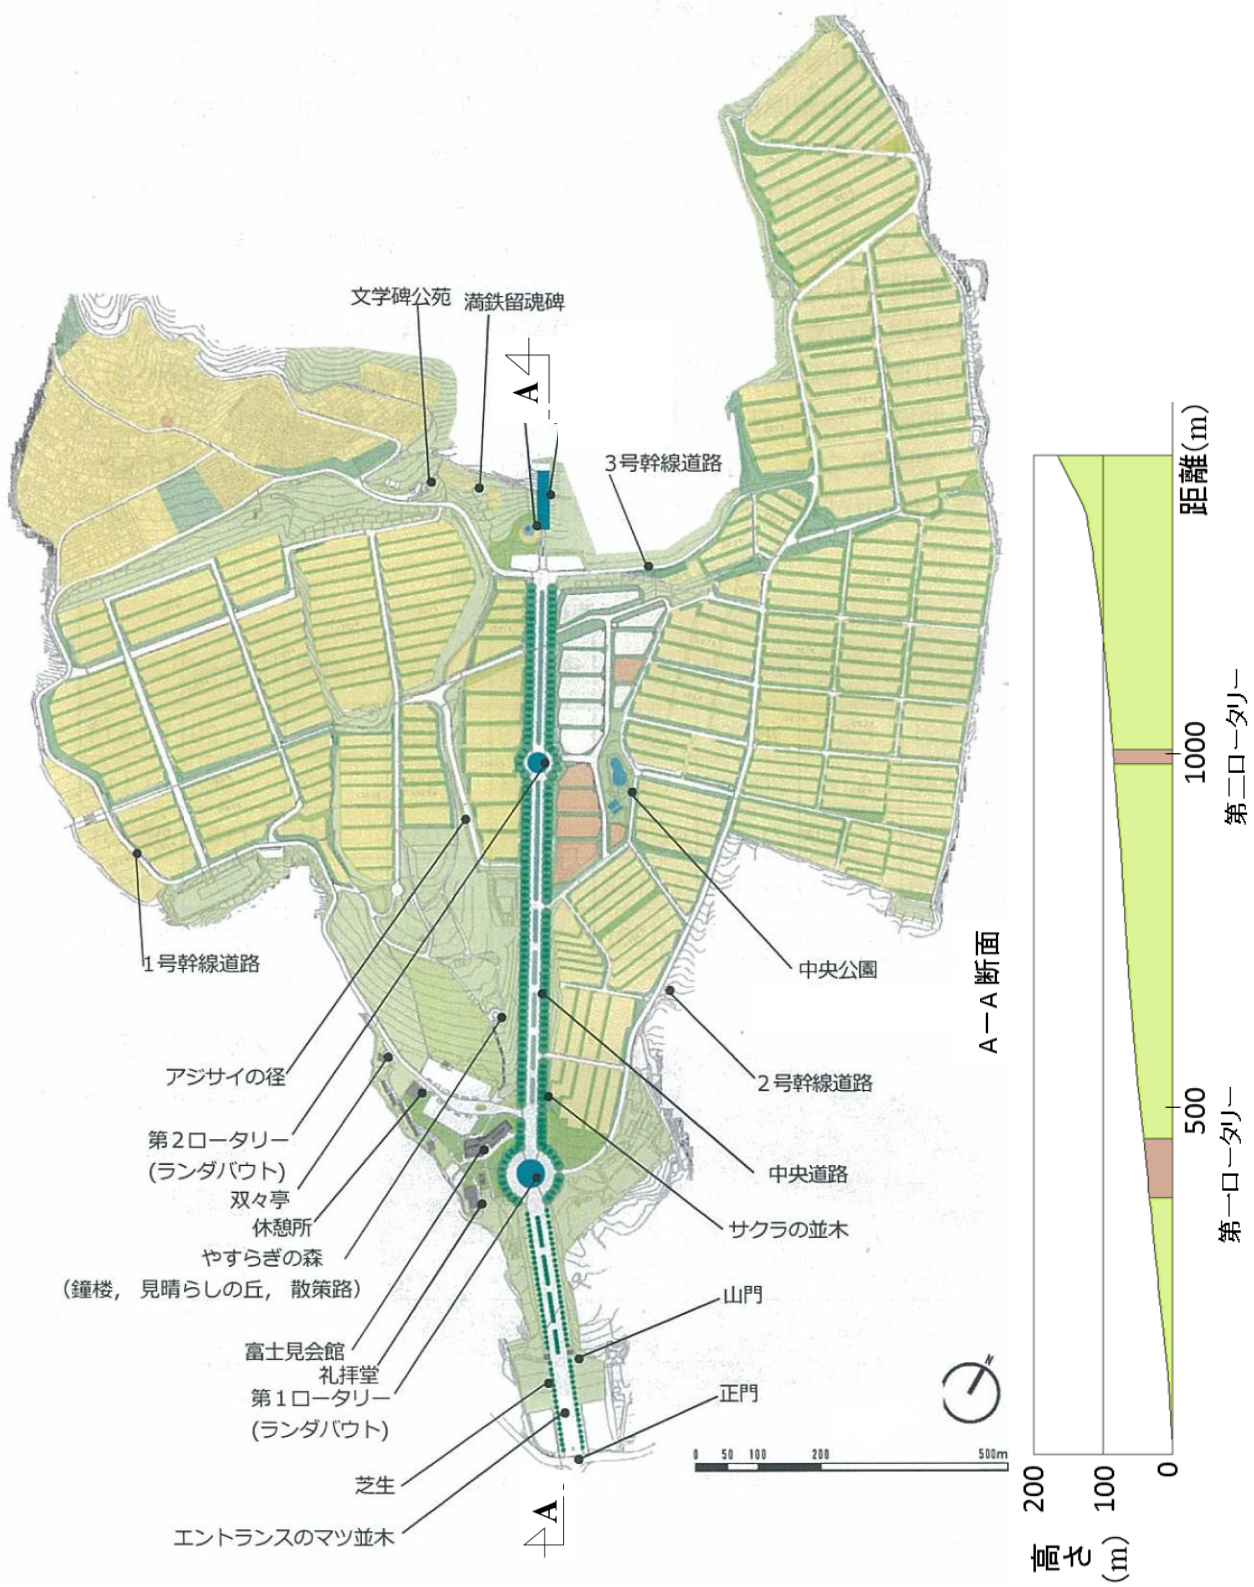 文学碑公苑
満鉄留魂碑
A
3号幹線道路
1号幹線道路
アジサイの径
第2ロータリー
(ランダバウト)
双々亭
休憩所
やすらぎの森
(鐘楼, 見晴らしの丘, 散策路)
富士見会館
礼拝堂
第1ロータリー
(ランダバウト)
芝生
エントランスのマツ並木
A
中央公園
2号幹線道路
中央道路
サクラの並木
山門
正門
N
0 50 100 200 500m
A－A断面
高さ
(m)
200
100
0
500
1000
距離(m)
第一ロータリー
第二ロータリー